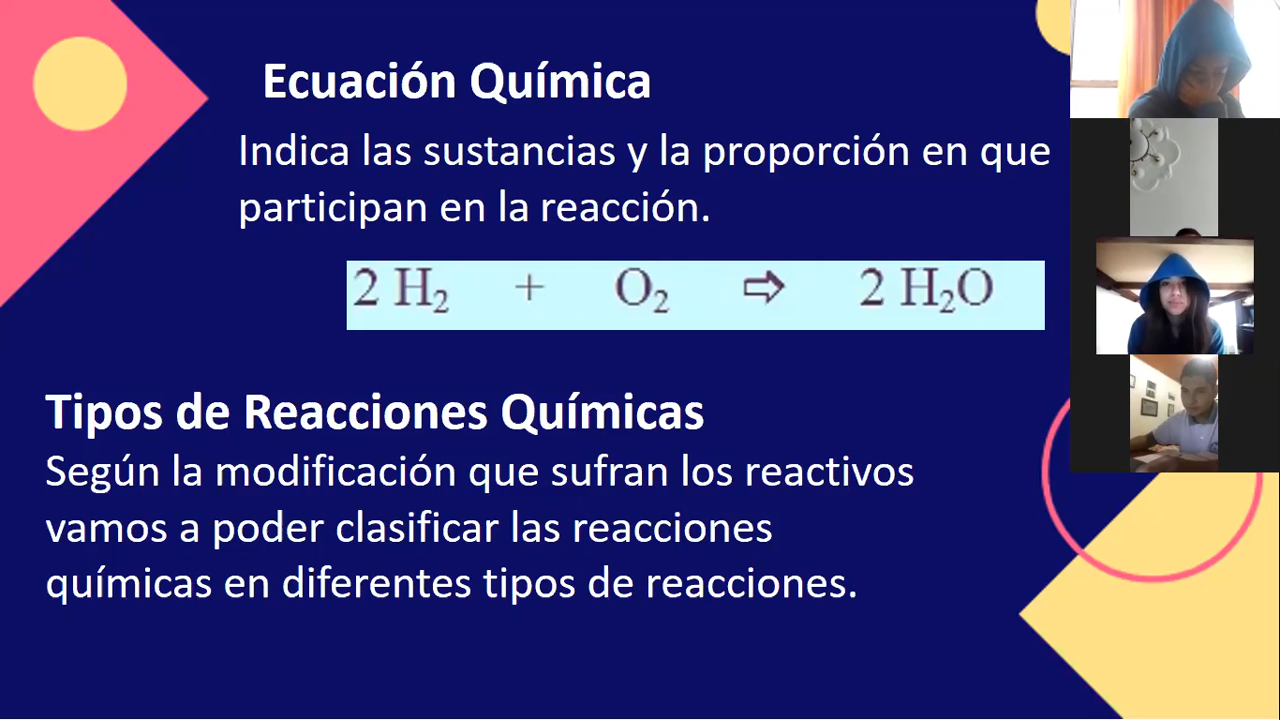 Ecuación Química
Indica las sustancias y la proporción en que
participan en la reacción.
2 H₂ + O₂ ⇨ 2 H₂O
Tipos de Reacciones Químicas
Según la modificación que sufran los reactivos
vamos a poder clasificar las reacciones
químicas en diferentes tipos de reacciones.